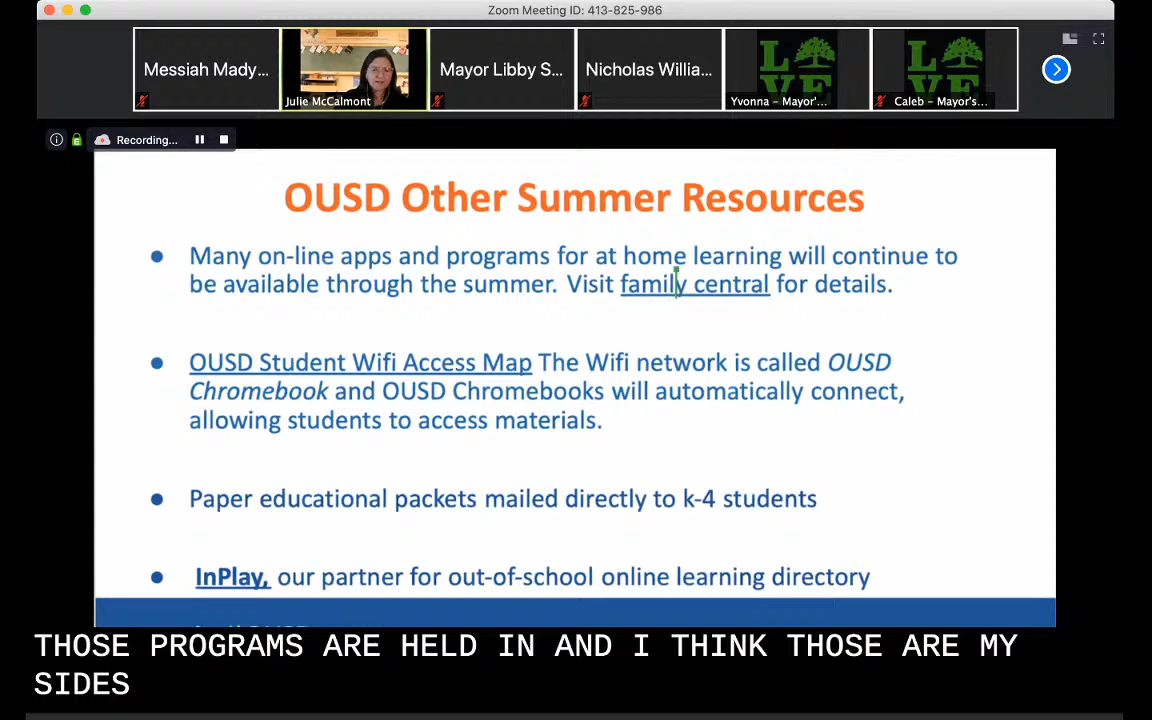 Zoom Meeting ID: 413-825-986
Messiah Mady...
Julie McCalmont
Mayor Libby S...
Nicholas Willia...
LOVE
Yvonna – Mayor'...
LOVE
Caleb – Mayor's...
Recording...
OUSD Other Summer Resources
Many on-line apps and programs for at home learning will continue to
be available through the summer. Visit family central for details.
OUSD Student Wifi Access Map The Wifi network is called OUSD
Chromebook and OUSD Chromebooks will automatically connect,
allowing students to access materials.
Paper educational packets mailed directly to k-4 students
InPlay, our partner for out-of-school online learning directory
THOSE PROGRAMS ARE HELD IN AND I THINK THOSE ARE MY
SIDES